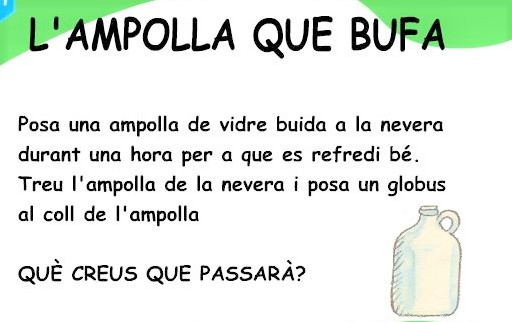 L'AMPOLLA QUE BUFA
Posa una ampolla de vidre buida a la nevera
durant una hora per a que es refredi bé.
Treu l'ampolla de la nevera i posa un globus
al coll de l'ampolla
QUÈ CREUS QUE PASSARÀ?